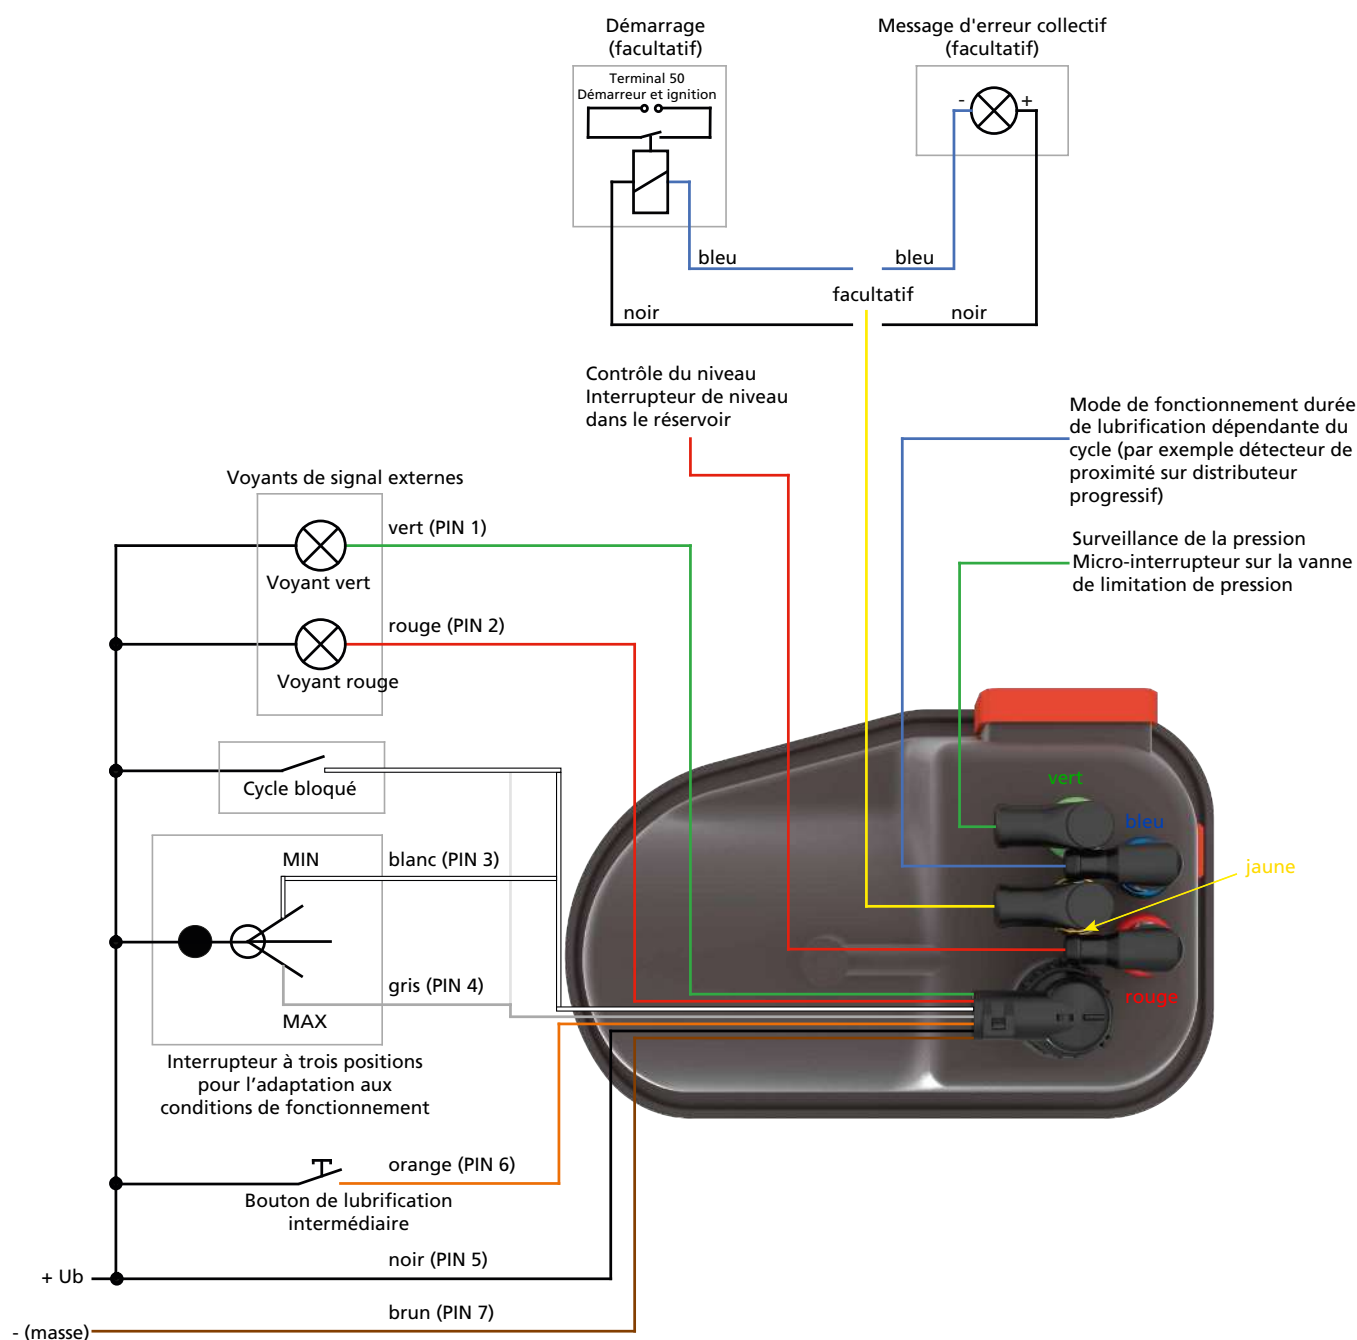 Démarrage
(facultatif)
Terminal 50
Démarreur et ignition
Message d'erreur collectif
(facultatif)
-
+
bleu
bleu
facultatif
noir
noir
Contrôle du niveau
Interrupteur de niveau
dans le réservoir
Mode de fonctionnement durée
de lubrification dépendante du
cycle (par exemple détecteur de
proximité sur distributeur
progressif)
Surveillance de la pression
Micro-interrupteur sur la vanne
de limitation de pression
Voyants de signal externes
vert (PIN 1)
Voyant vert
rouge (PIN 2)
Voyant rouge
Cycle bloqué
MIN
blanc (PIN 3)
gris (PIN 4)
MAX
Interrupteur à trois positions
pour l’adaptation aux
conditions de fonctionnement
orange (PIN 6)
Bouton de lubrification
intermédiaire
noir (PIN 5)
+ Ub
brun (PIN 7)
- (masse)
vert
bleu
jaune
rouge